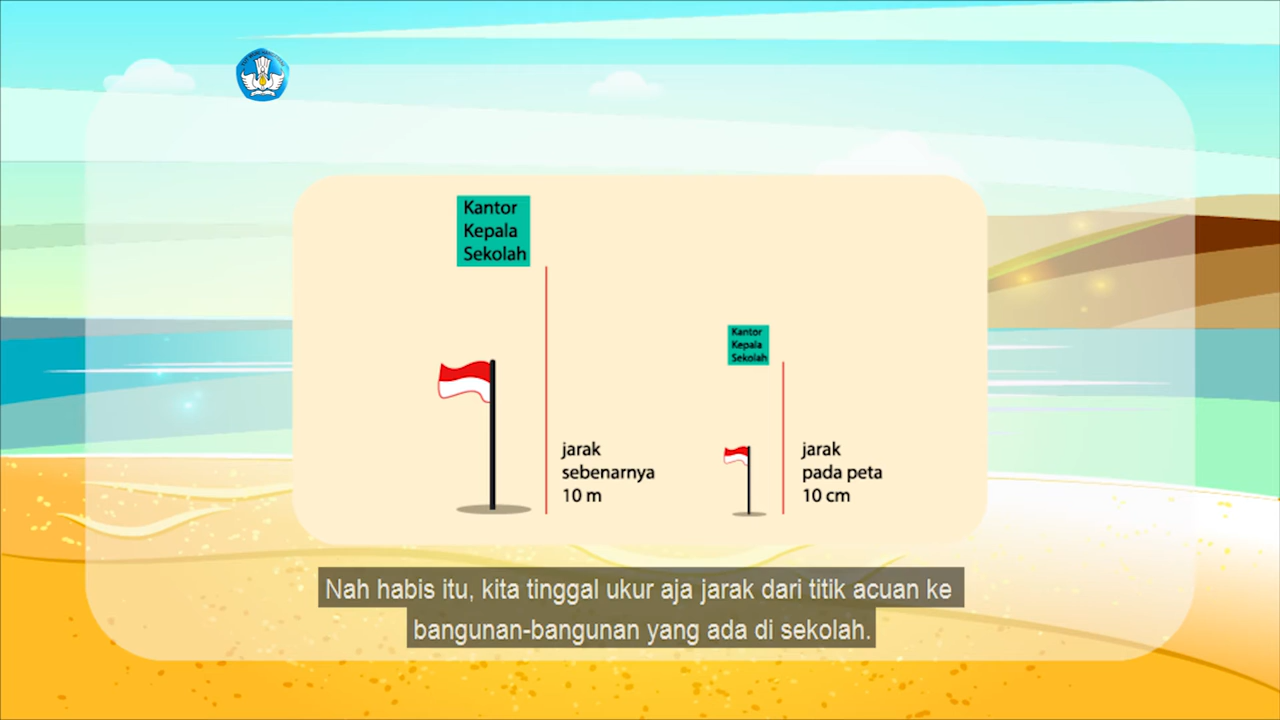 Kantor
Kepala
Sekolah
jarak
sebenarnya
10 m
Kantor
Kepala
Sekolah
jarak
pada peta
10 cm
Nah habis itu, kita tinggal ukur aja jarak dari titik acuan ke
bangunan-bangunan yang ada di sekolah.